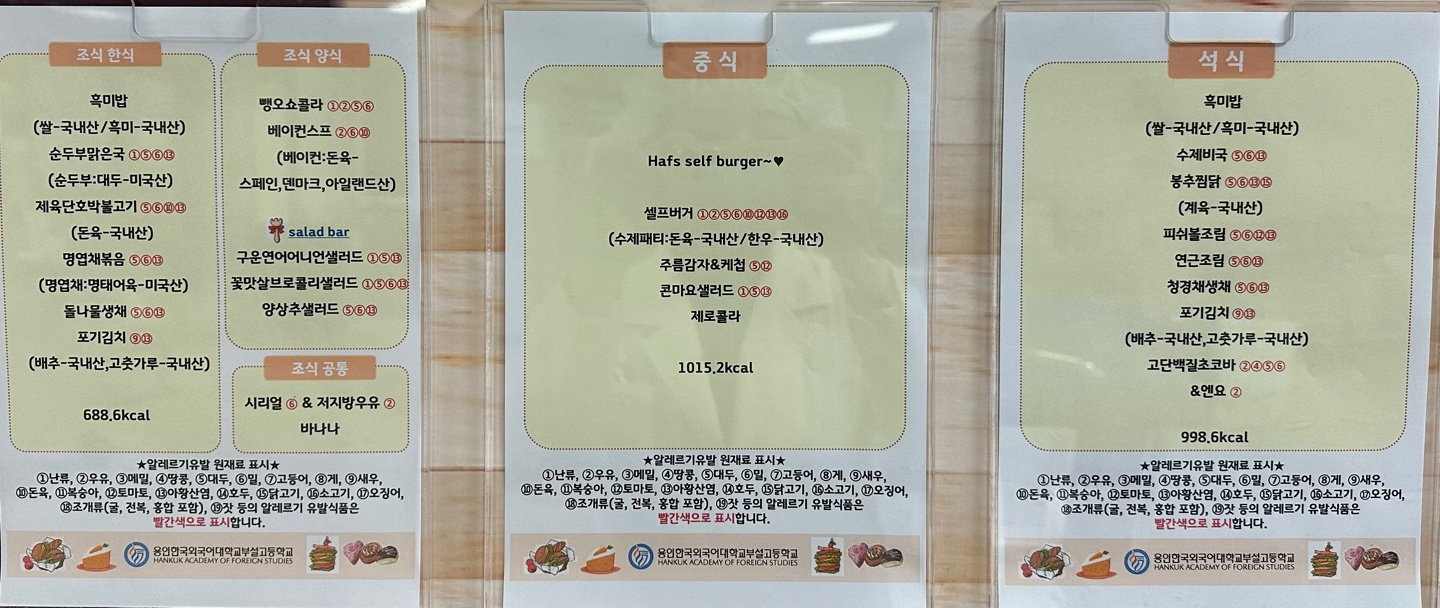 조식 한식
흑미밥
(쌀-국내산/흑미-국내산)
순두부맑은국 ①⑤⑥⑬
(순두부:대두-미국산)
제육단호박불고기 ⑤⑥⑩⑬
(돈육-국내산)
명엽채볶음 ⑤⑥⑬
(명엽채:명태어육-미국산)
돌나물생채 ⑤⑥⑬
포기김치 ⑨⑬
(배추-국내산,고춧가루-국내산)
688.6kcal
조식 양식
뺑오쇼콜라 ①②⑤⑥
베이컨스프 ②⑥⑩
(베이컨:돈육-
스페인,덴마크,아일랜드산)
salad bar
구운연어어니언샐러드 ①⑤⑬
꽃맛살브로콜리샐러드 ①⑤⑥⑬
양상추샐러드 ⑤⑥⑬
조식 공통
시리얼 ⑥ & 저지방우유 ②
바나나
★알레르기유발 원재료 표시★
①난류, ②우유, ③메밀, ④땅콩, ⑤대두, ⑥밀, ⑦고등어, ⑧게, ⑨새우,
⑩돈육, ⑪복숭아, ⑫토마토, ⑬아황산염, ⑭호두, ⑮닭고기, ⑯소고기, ⑰오징어,
⑱조개류(굴, 전복, 홍합 포함), ⑲잣 등의 알레르기 유발식품은
빨간색으로 표시합니다.
용인한국외국어대학교부설고등학교
HANKUK ACADEMY OF FOREIGN STUDIES
중식
Hafs self burger~♥
셀프버거 ①②⑤⑥⑩⑫⑬⑯
(수제패티:돈육-국내산/한우-국내산)
주름감자&케첩 ⑤⑫
콘마요샐러드 ①⑤⑬
제로콜라
1015.2kcal
★알레르기유발 원재료 표시★
①난류, ②우유, ③메밀, ④땅콩, ⑤대두, ⑥밀, ⑦고등어, ⑧게, ⑨새우,
⑩돈육, ⑪복숭아, ⑫토마토, ⑬아황산염, ⑭호두, ⑮닭고기, ⑯소고기, ⑰오징어,
⑱조개류(굴, 전복, 홍합 포함), ⑲잣 등의 알레르기 유발식품은
빨간색으로 표시합니다.
용인한국외국어대학교부설고등학교
HANKUK ACADEMY OF FOREIGN STUDIES
석식
흑미밥
(쌀-국내산/흑미-국내산)
수제비국 ⑤⑥⑬
봉추찜닭 ⑤⑥⑬⑮
(계육-국내산)
피쉬볼조림 ⑤⑥⑫⑬
연근조림 ⑤⑥⑬
청경채생채 ⑤⑥⑬
포기김치 ⑨⑬
(배추-국내산,고춧가루-국내산)
고단백질초코바 ②④⑤⑥
&엔요 ②
998.6kcal
★알레르기유발 원재료 표시★
①난류, ②우유, ③메밀, ④땅콩, ⑤대두, ⑥밀, ⑦고등어, ⑧게, ⑨새우,
⑩돈육, ⑪복숭아, ⑫토마토, ⑬아황산염, ⑭호두, ⑮닭고기, ⑯소고기, ⑰오징어,
⑱조개류(굴, 전복, 홍합 포함), ⑲잣 등의 알레르기 유발식품은
빨간색으로 표시합니다.
용인한국외국어대학교부설고등학교
HANKUK ACADEMY OF FOREIGN STUDIES